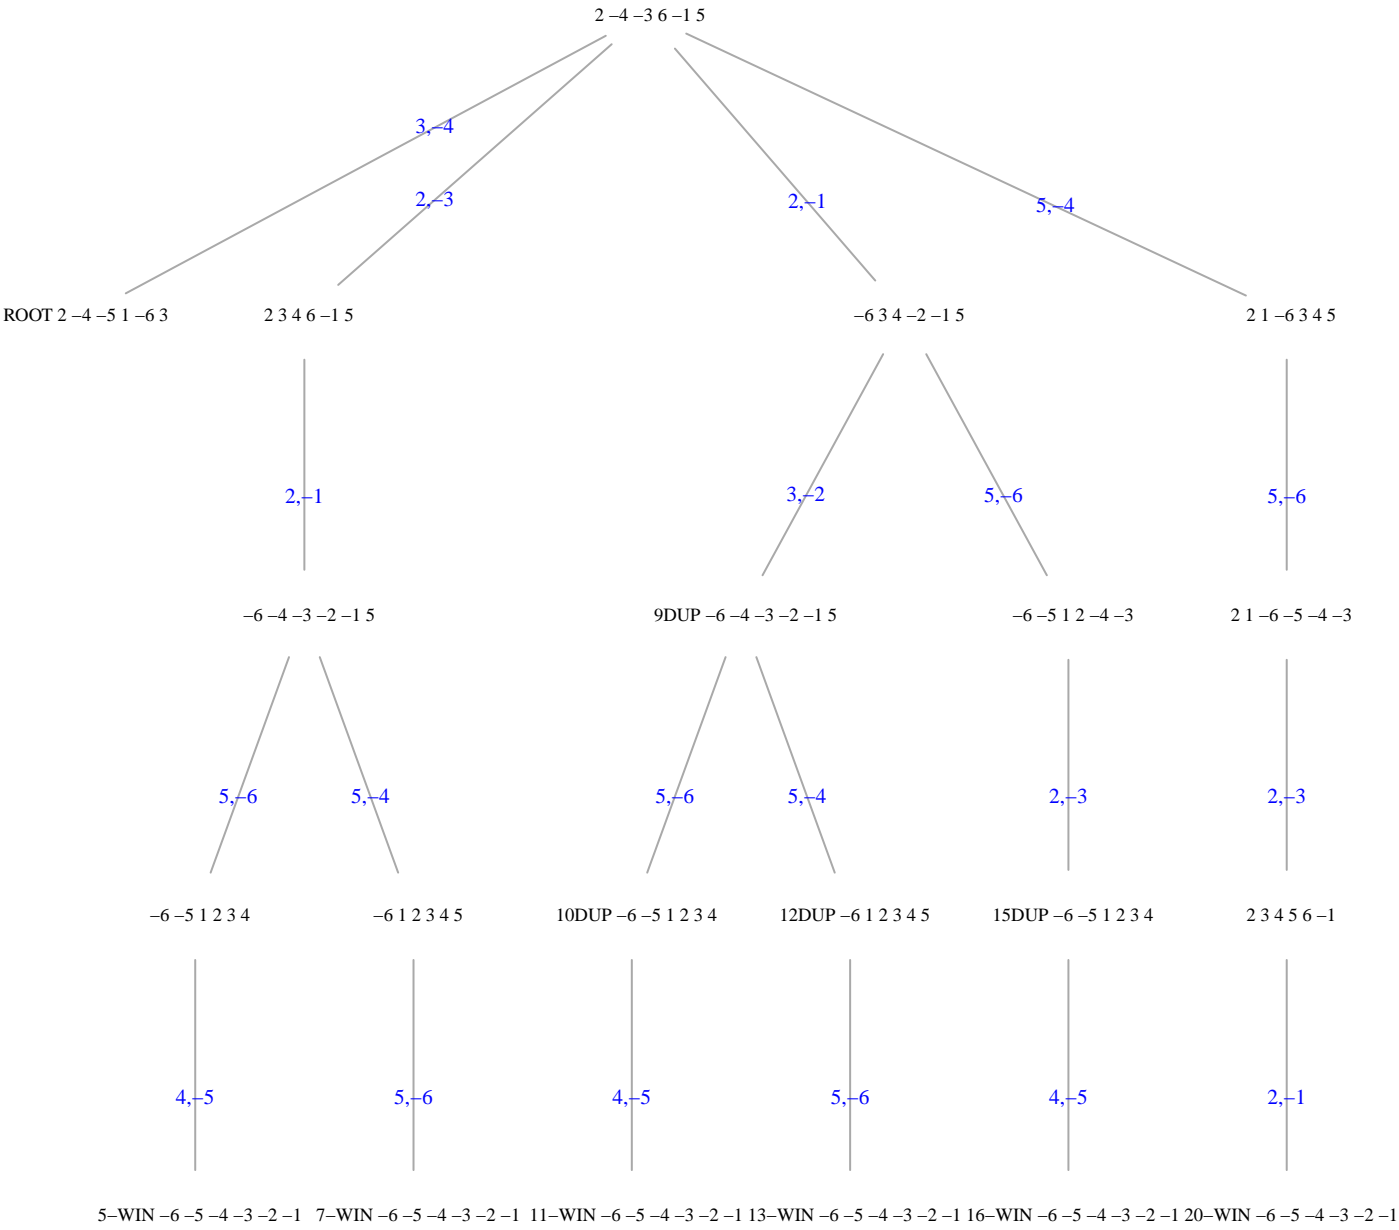 2 –4 –3 6 –1 5
3,–4
2,–3
2,–1
5,–4
ROOT 2 –4 –5 1 –6 3
2 3 4 6 –1 5
–6 3 4 –2 –1 5
2 1 –6 3 4 5
2,–1
3,–2
5,–6
5,–6
–6 –4 –3 –2 –1 5
9DUP –6 –4 –3 –2 –1 5
–6 –5 1 2 –4 –3
2 1 –6 –5 –4 –3
5,–6
5,–4
5,–6
5,–4
2,–3
2,–3
–6 –5 1 2 3 4
–6 1 2 3 4 5
10DUP –6 –5 1 2 3 4
12DUP –6 1 2 3 4 5
15DUP –6 –5 1 2 3 4
2 3 4 5 6 –1
4,–5
5,–6
4,–5
5,–6
4,–5
2,–1
5–WIN –6 –5 –4 –3 –2 –1
7–WIN –6 –5 –4 –3 –2 –1
11–WIN –6 –5 –4 –3 –2 –1
13–WIN –6 –5 –4 –3 –2 –1
16–WIN –6 –5 –4 –3 –2 –1
20–WIN –6 –5 –4 –3 –2 –1